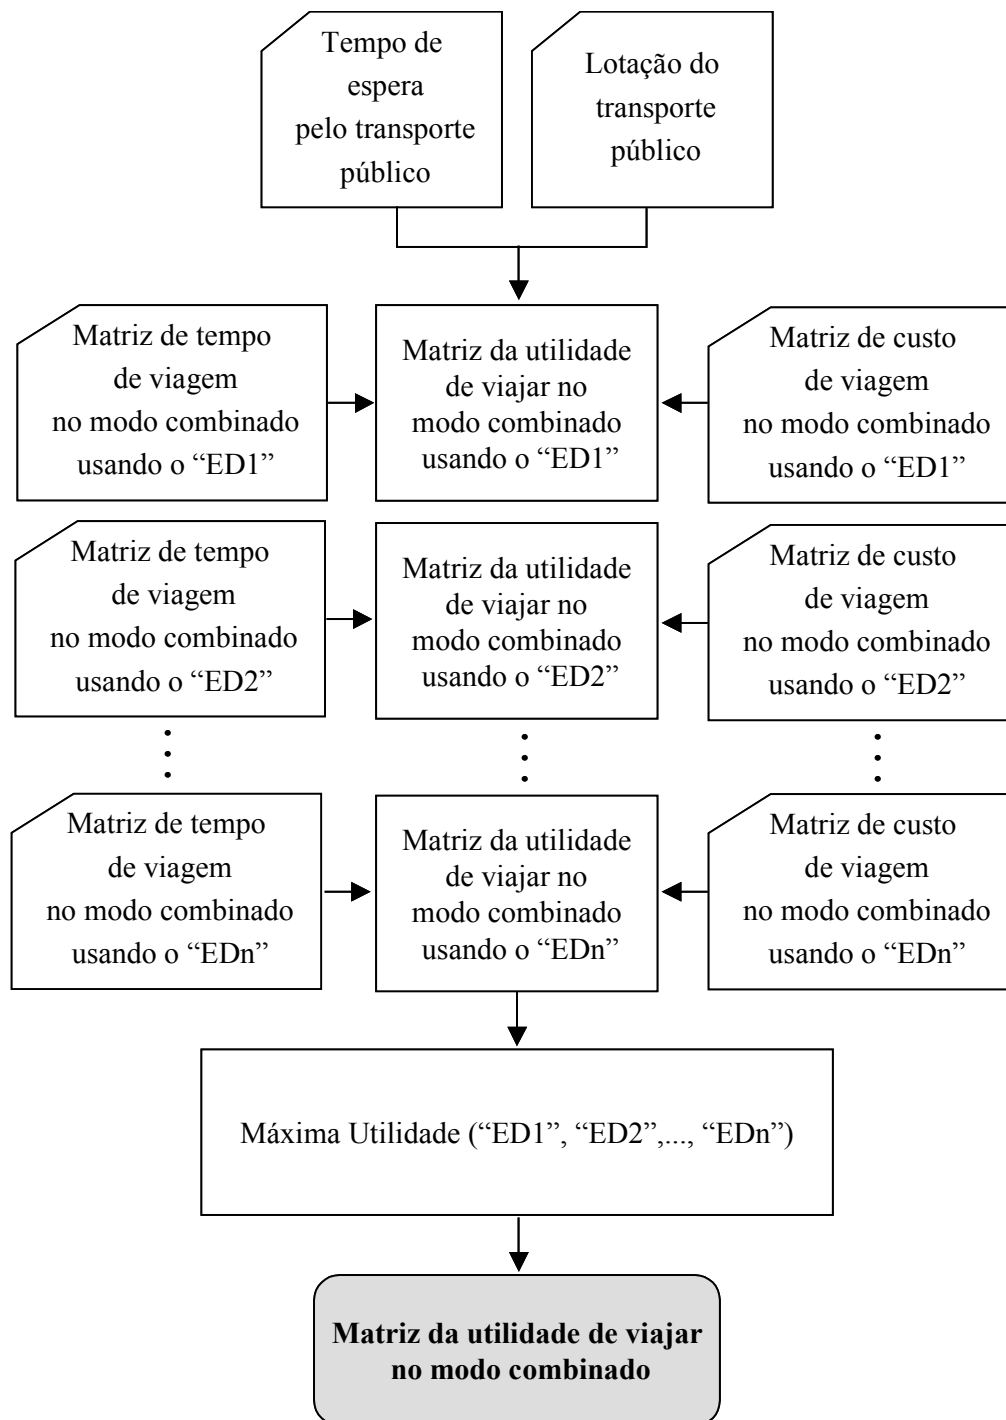 Tempo de
espera
pelo transporte
público
Lotação do
transporte
público
Matriz de tempo
de viagem
no modo combinado
usando o “ED1”
Matriz da utilidade
de viajar no
modo combinado
usando o “ED1”
Matriz de custo
de viagem
no modo combinado
usando o “ED1”
Matriz de tempo
de viagem
no modo combinado
usando o “ED2”
Matriz da utilidade
de viajar no
modo combinado
usando o “ED2”
Matriz de custo
de viagem
no modo combinado
usando o “ED2”
Matriz de tempo
de viagem
no modo combinado
usando o “EDn”
Matriz da utilidade
de viajar no
modo combinado
usando o “EDn”
Matriz de custo
de viagem
no modo combinado
usando o “EDn”
Máxima Utilidade (“ED1”, “ED2”,..., “EDn”)
Matriz da utilidade de viajar
no modo combinado